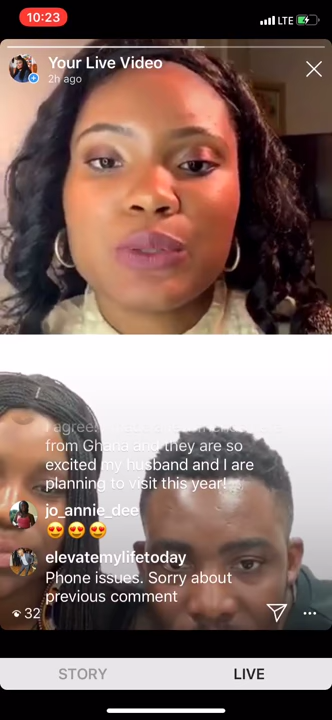 10:23
LTE
Your Live Video
2h ago
I agree!
from Ghana and they are so
excited my husband and I are
planning to visit this year!
jo_annie_dee
😍😍😍
elevatemylifetoday
Phone issues. Sorry about
previous comment
32
STORY
LIVE